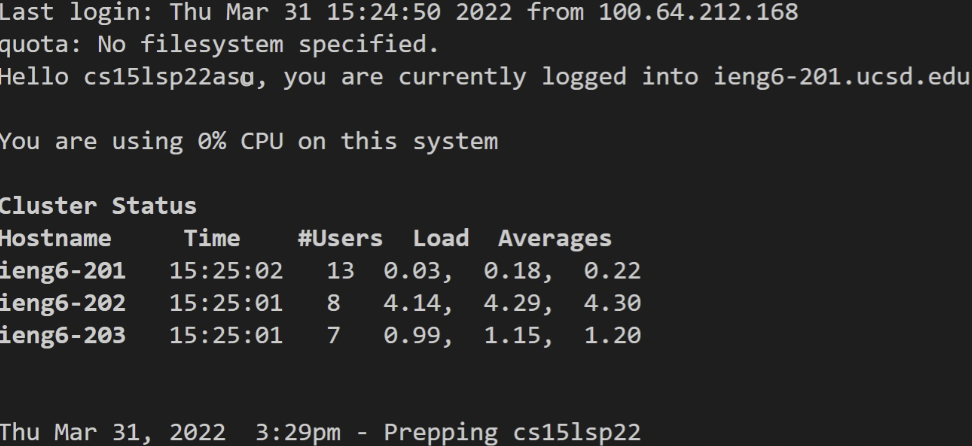 Last login: Thu Mar 31 15:24:50 2022 from 100.64.212.168
quota: No filesystem specified.
Hello cs15lsp22asu, you are currently logged into ieng6-201.ucsd.edu
You are using 0% CPU on this system
Cluster Status
Hostname Time #Users Load Averages
ieng6-201 15:25:02 13 0.03, 0.18, 0.22
ieng6-202 15:25:01 8 4.14, 4.29, 4.30
ieng6-203 15:25:01 7 0.99, 1.15, 1.20
Thu Mar 31, 2022 3:29pm - Prepping cs15lsp22